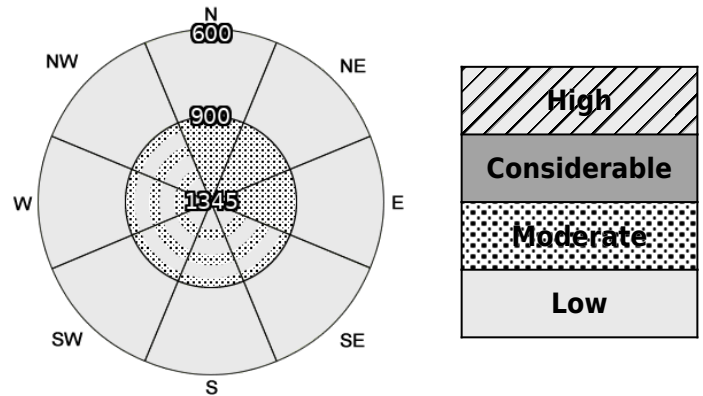 N
600
NW
NE
900
W
1345
E
SW
SE
S
High
Considerable
Moderate
Low